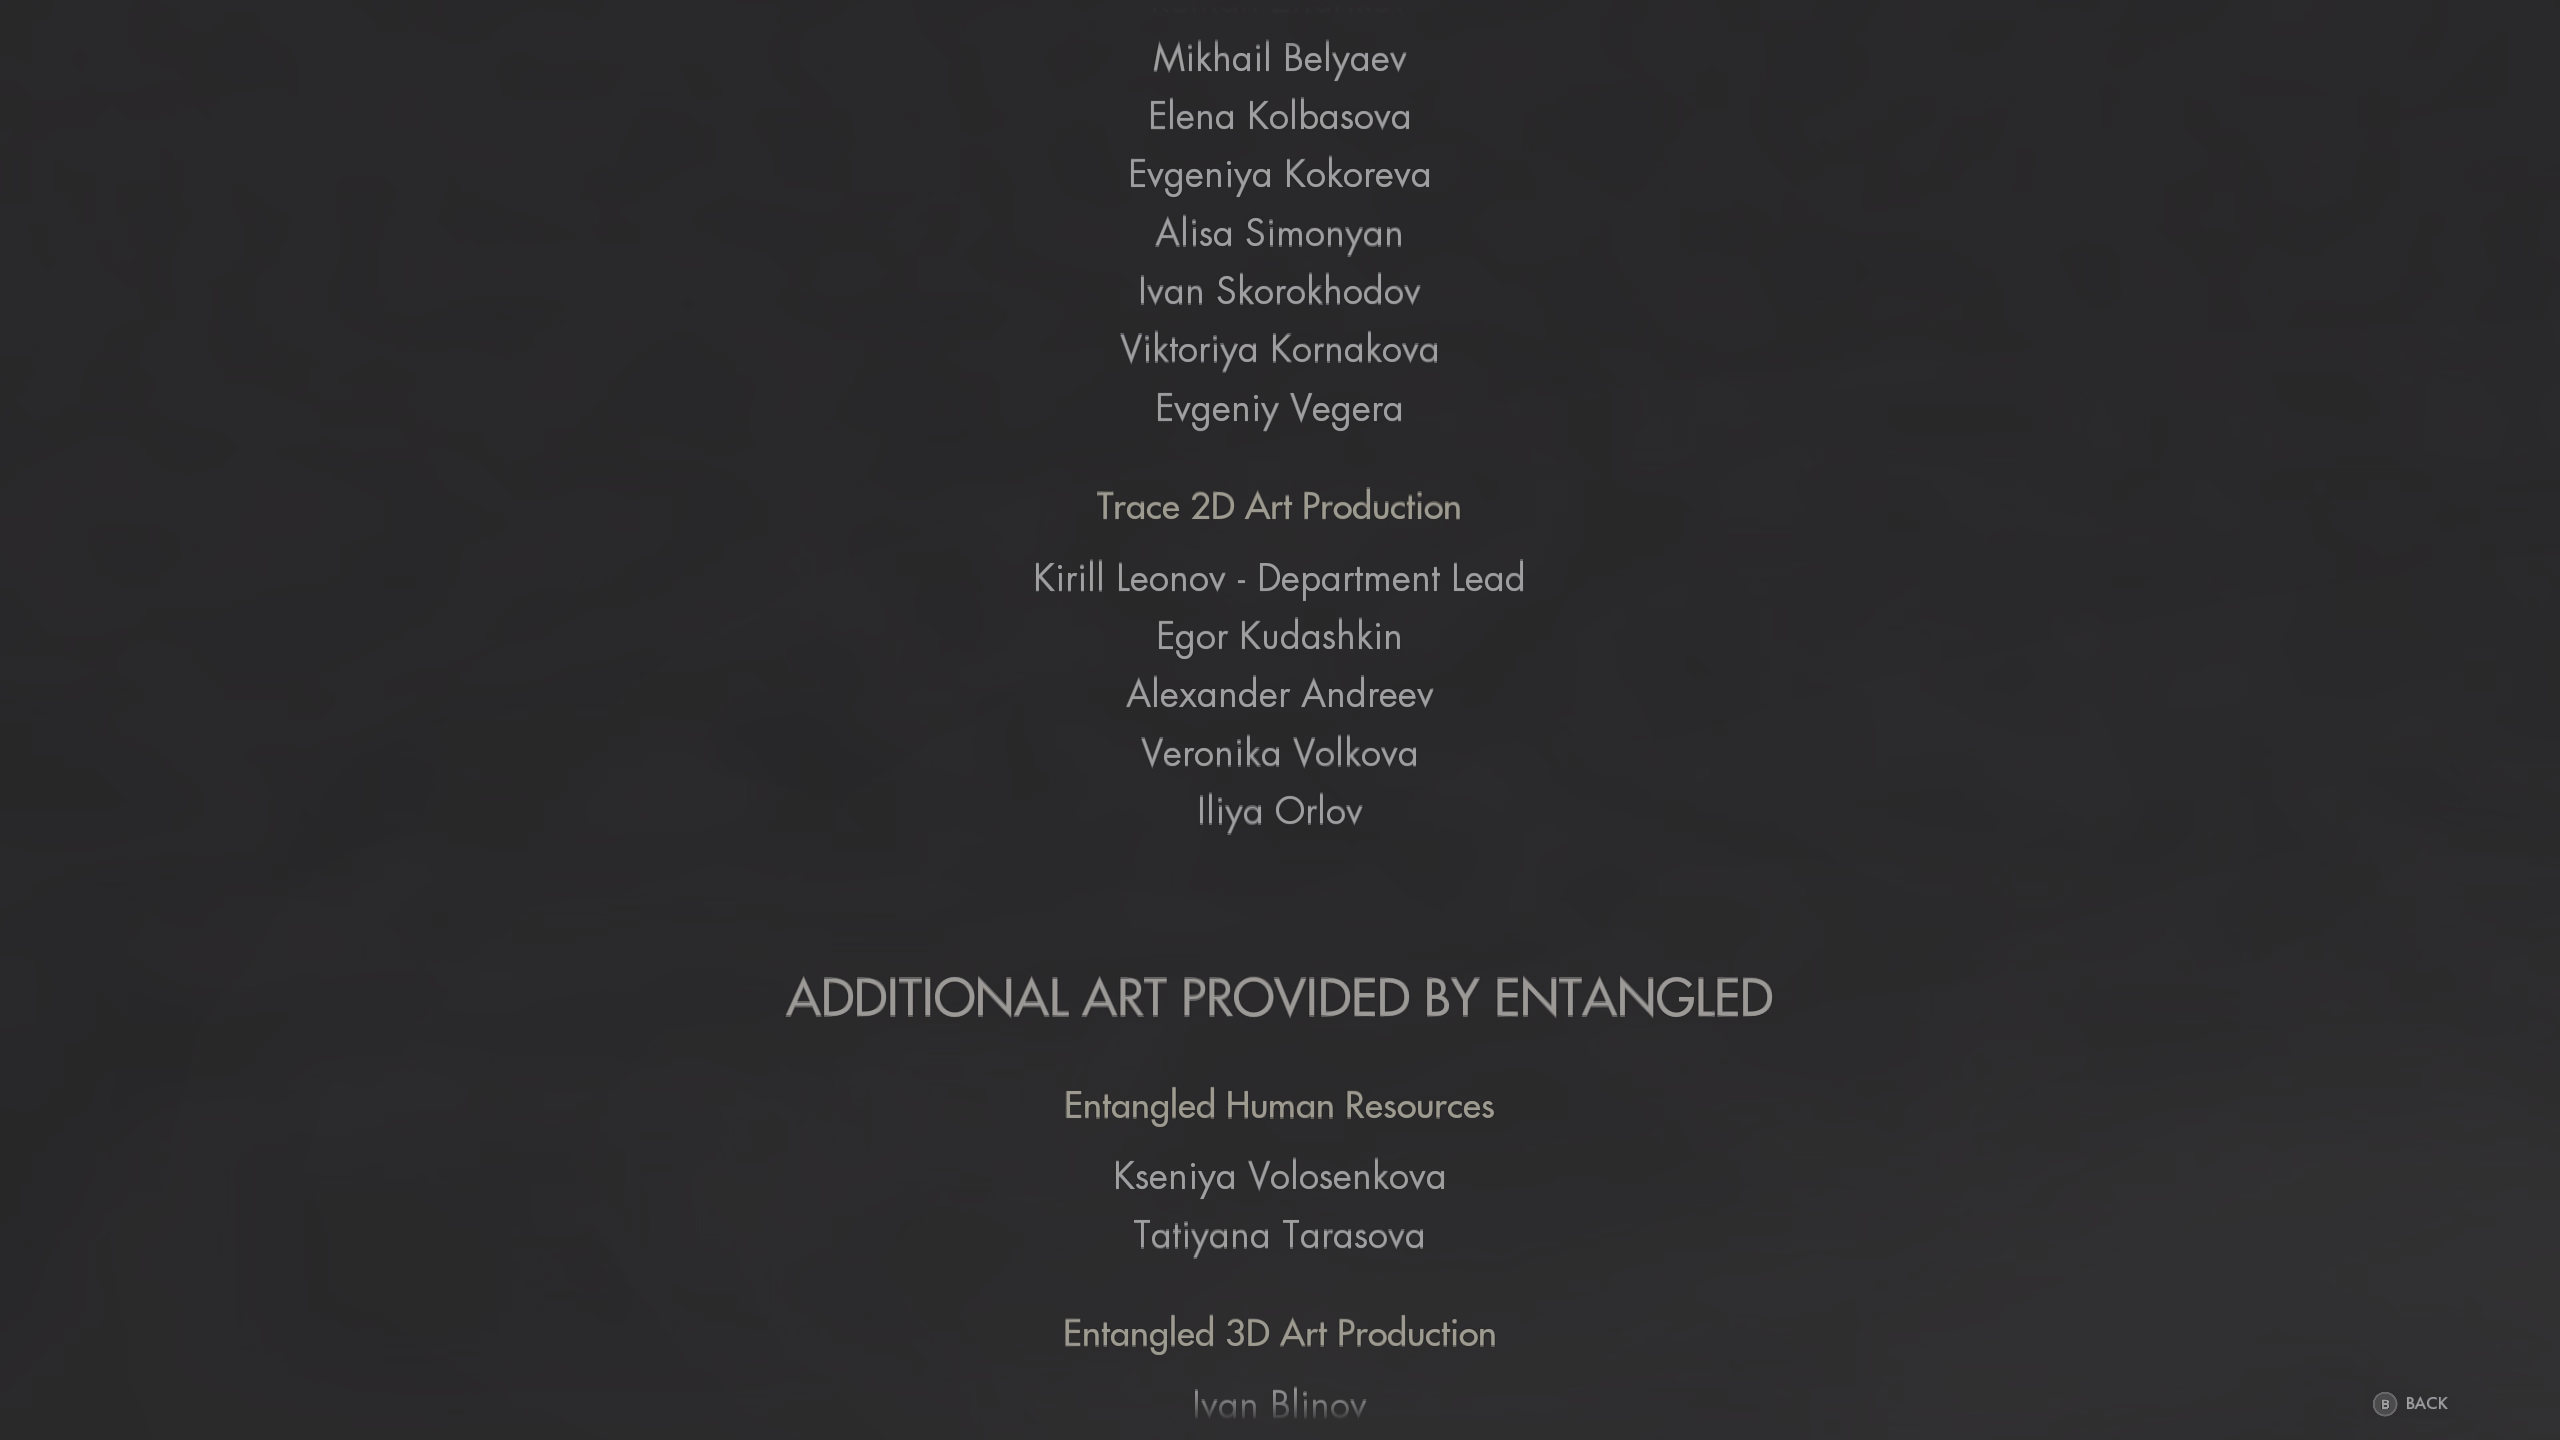 Mikhail Belyaev
Elena Kolbasova
Evgeniya Kokoreva
Alisa Simonyan
Ivan Skorokhodov
Viktoriya Kornakova
Evgeniy Vegera
Trace 2D Art Production
Kirill Leonov - Department Lead
Egor Kudashkin
Alexander Andreev
Veronika Volkova
Iliya Orlov
ADDITIONAL ART PROVIDED BY ENTANGLED
Entangled Human Resources
Kseniya Volosenkova
Tatiyana Tarasova
Entangled 3D Art Production
Ivan Blinov
B BACK